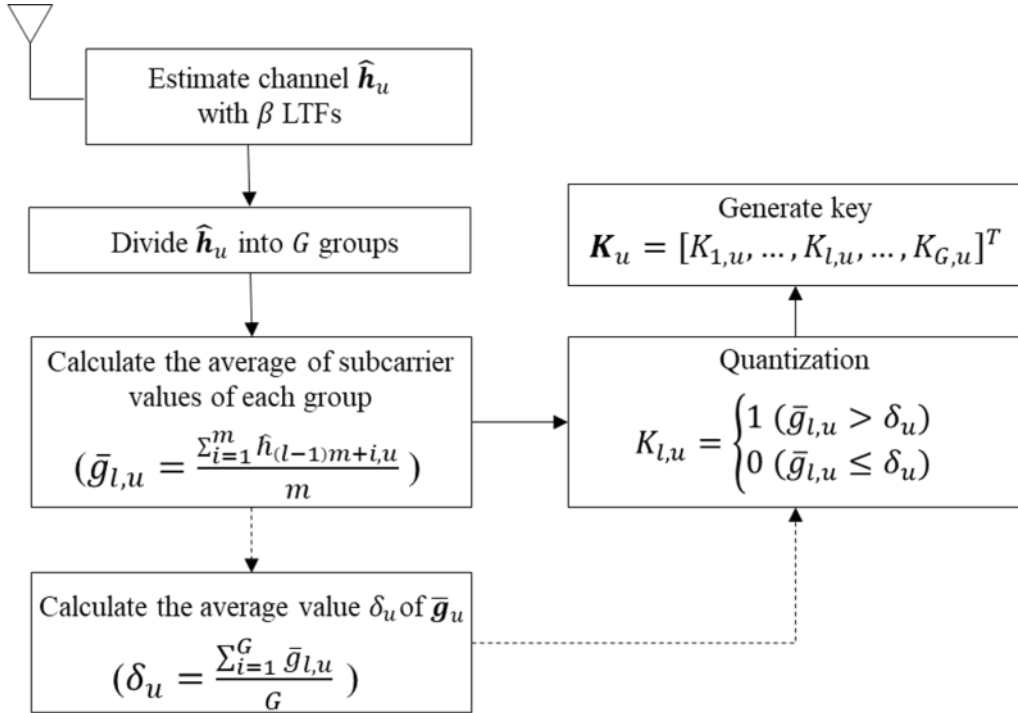 Estimate channel ĥ_u
with β LTFs
Divide ĥ_u into G groups
Calculate the average of subcarrier
values of each group
(ḡ_{l,u} = \frac{∑_{i=1}^{m} ĥ_{(l-1)m+i,u}}{m})
Calculate the average value δ_u of ḡ_u
(δ_u = \frac{∑_{i=1}^{G} ḡ_{l,u}}{G})
Generate key
K_u = [K_{1,u}, … , K_{l,u}, … , K_{G,u}]^T
Quantization
K_{l,u} = {1 (ḡ_{l,u} > δ_u)
0 (ḡ_{l,u} ≤ δ_u)